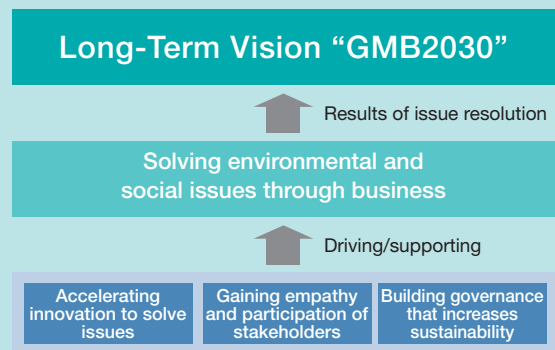 Long-Term Vision “GMB2030”
Results of issue resolution
Solving environmental and
social issues through business
Driving/supporting
Accelerating
innovation to solve
issues
Gaining empathy
and participation of
stakeholders
Building governance
that increases
sustainability